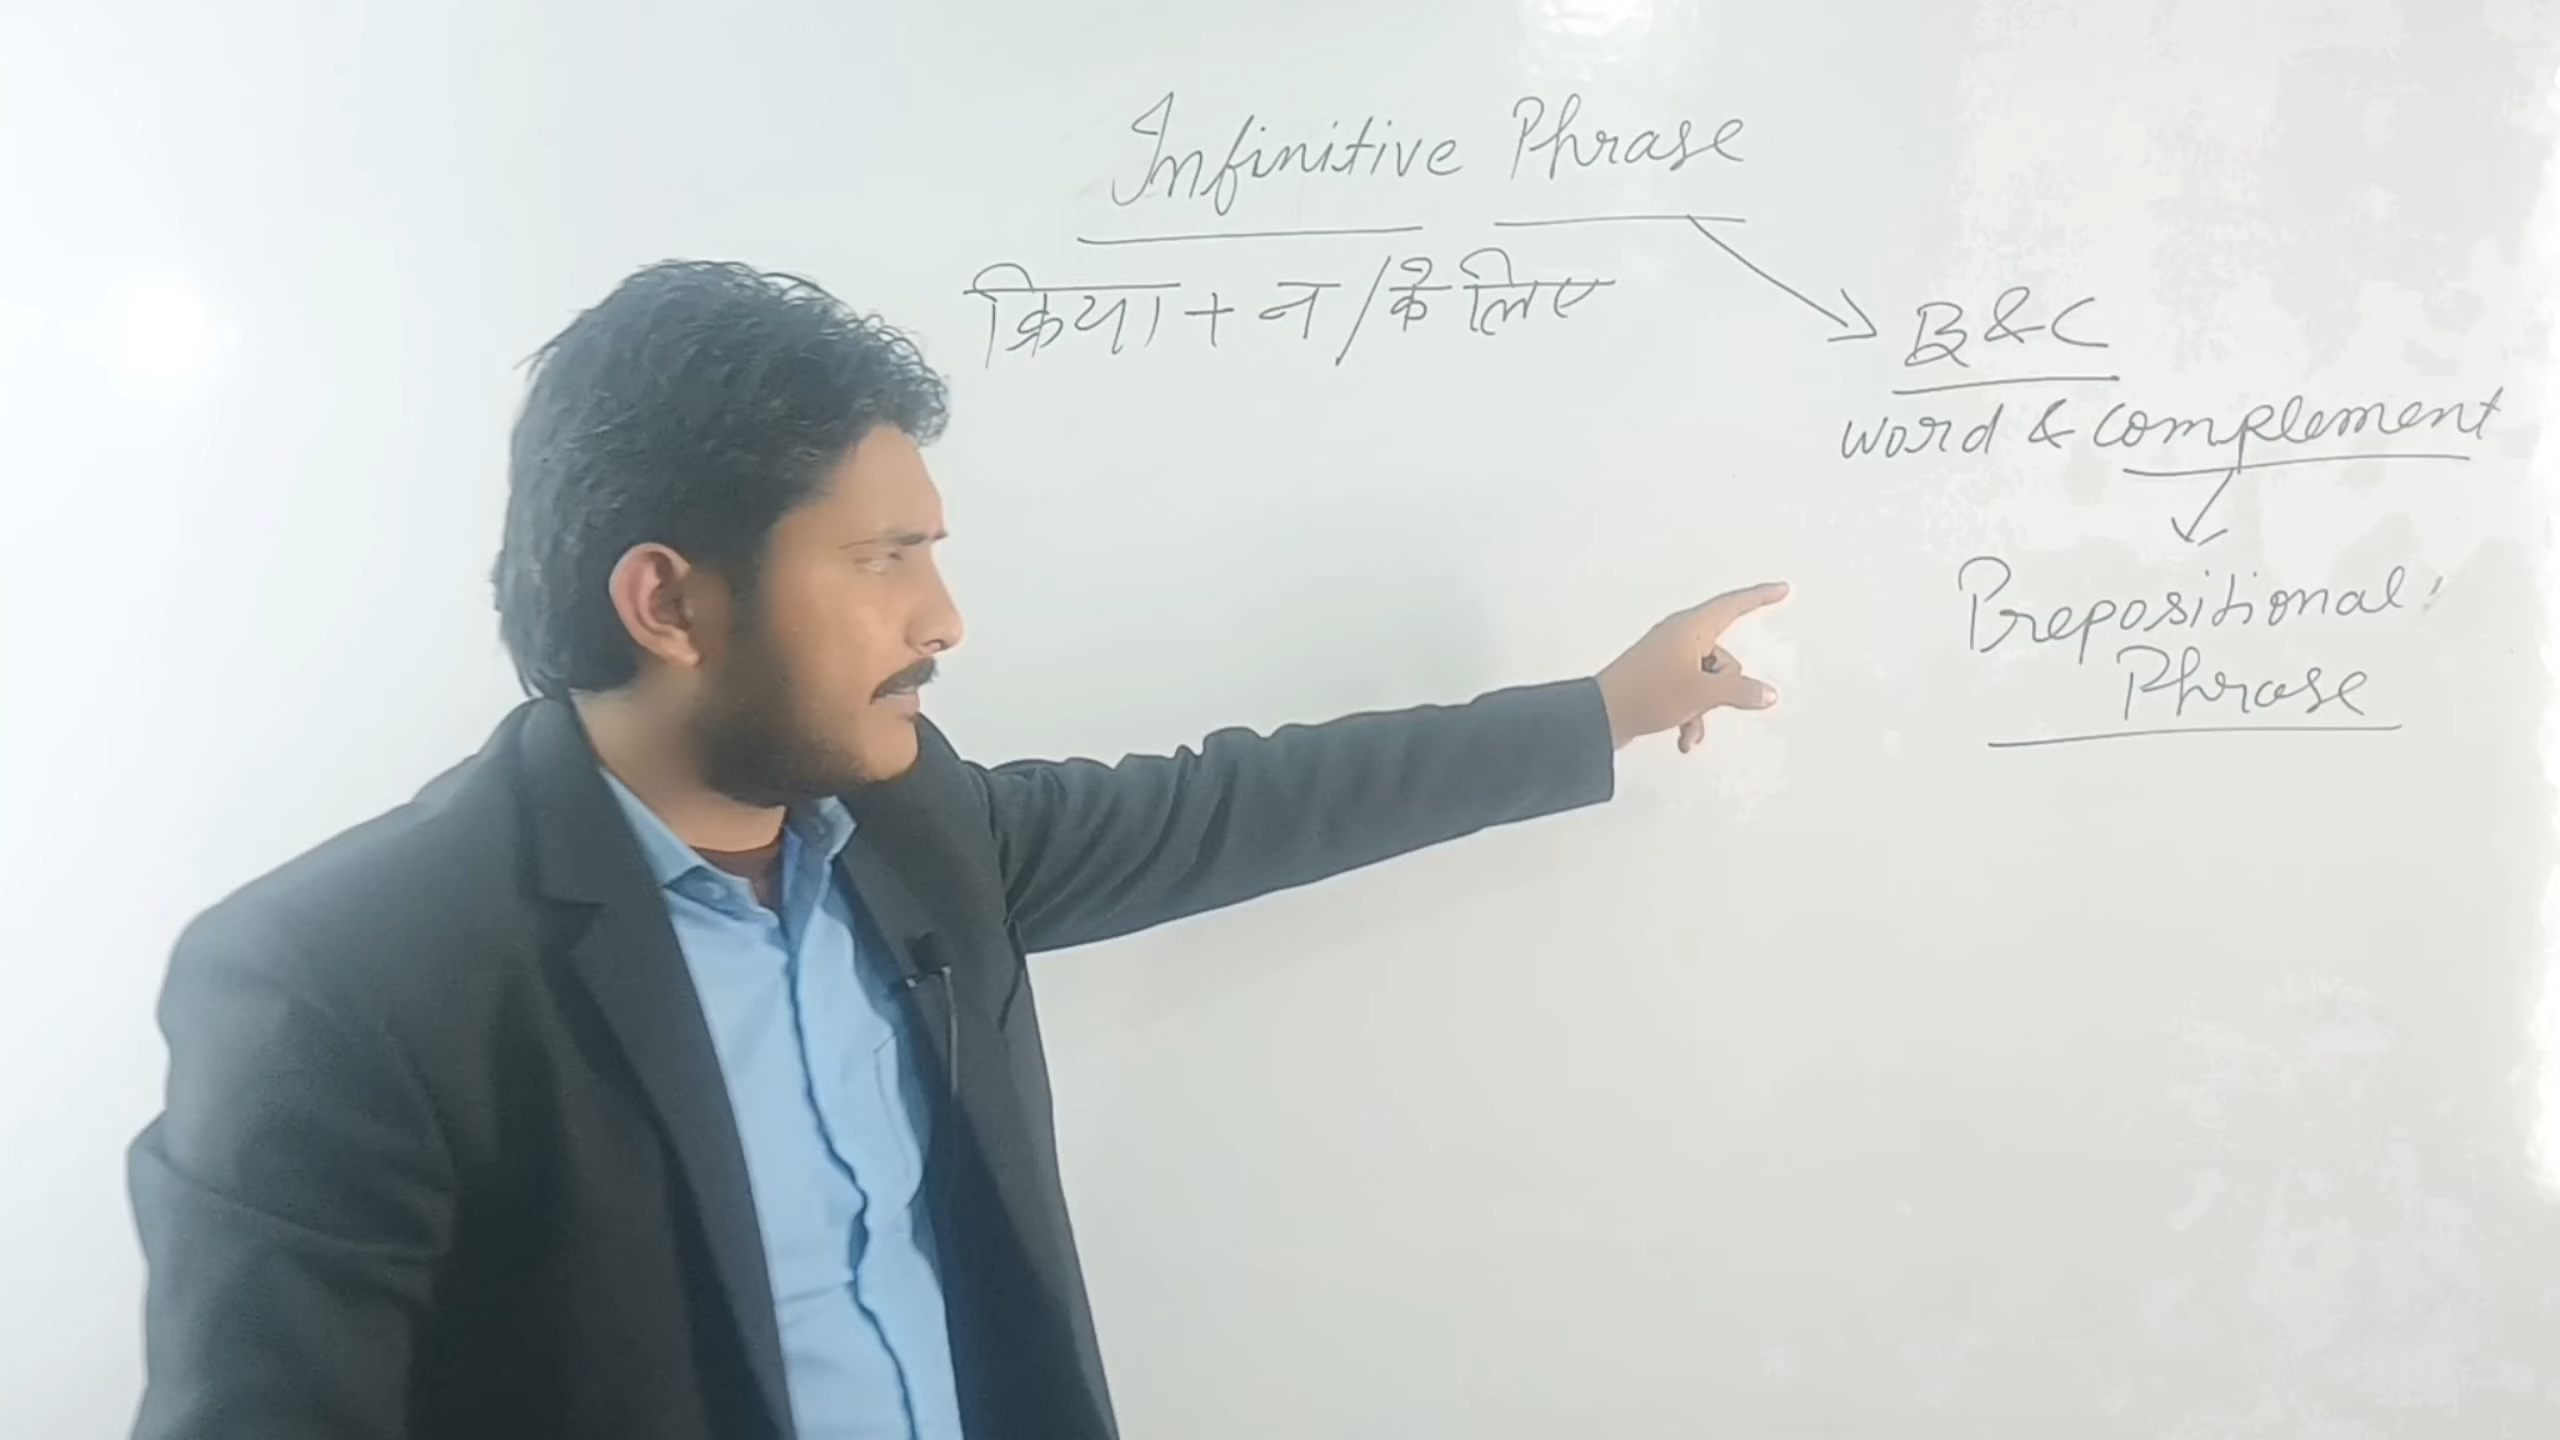 Infinitive Phrase
क्रिया + न / के लिए
B & C
word & complement
Prepositional
Phrase